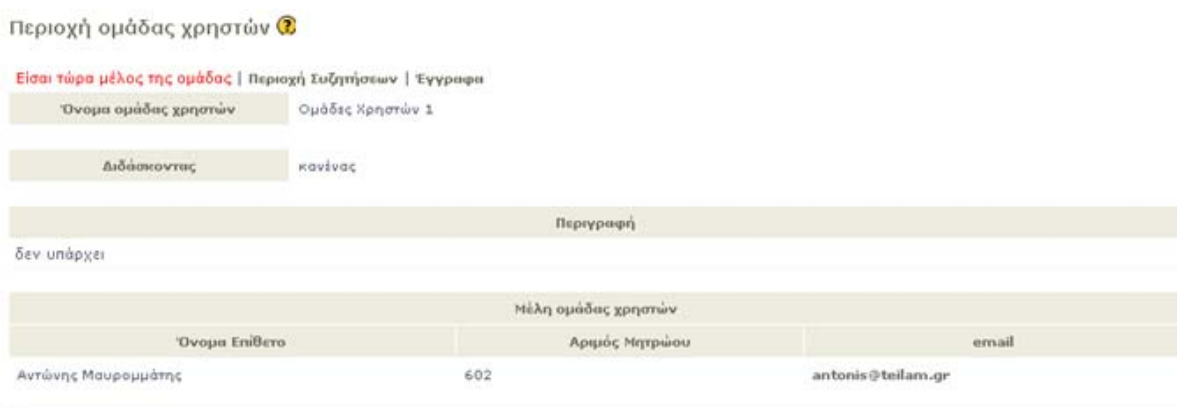 Περιοχή ομάδας χρηστών
Είσαι τώρα μέλος της ομάδας | Περιοχή Συζητήσεων | Έγγραφα
Όνομα ομάδας χρηστών Ομάδες Χρηστών 1
Διδάσκοντας κανένας
Περιγραφή
δεν υπάρχει
Μέλη ομάδας χρηστών
Όνομα Επίθετο Αριμός Μητρώου email
Αντώνης Μαυρομμάτης 602 antonis@teilam.gr